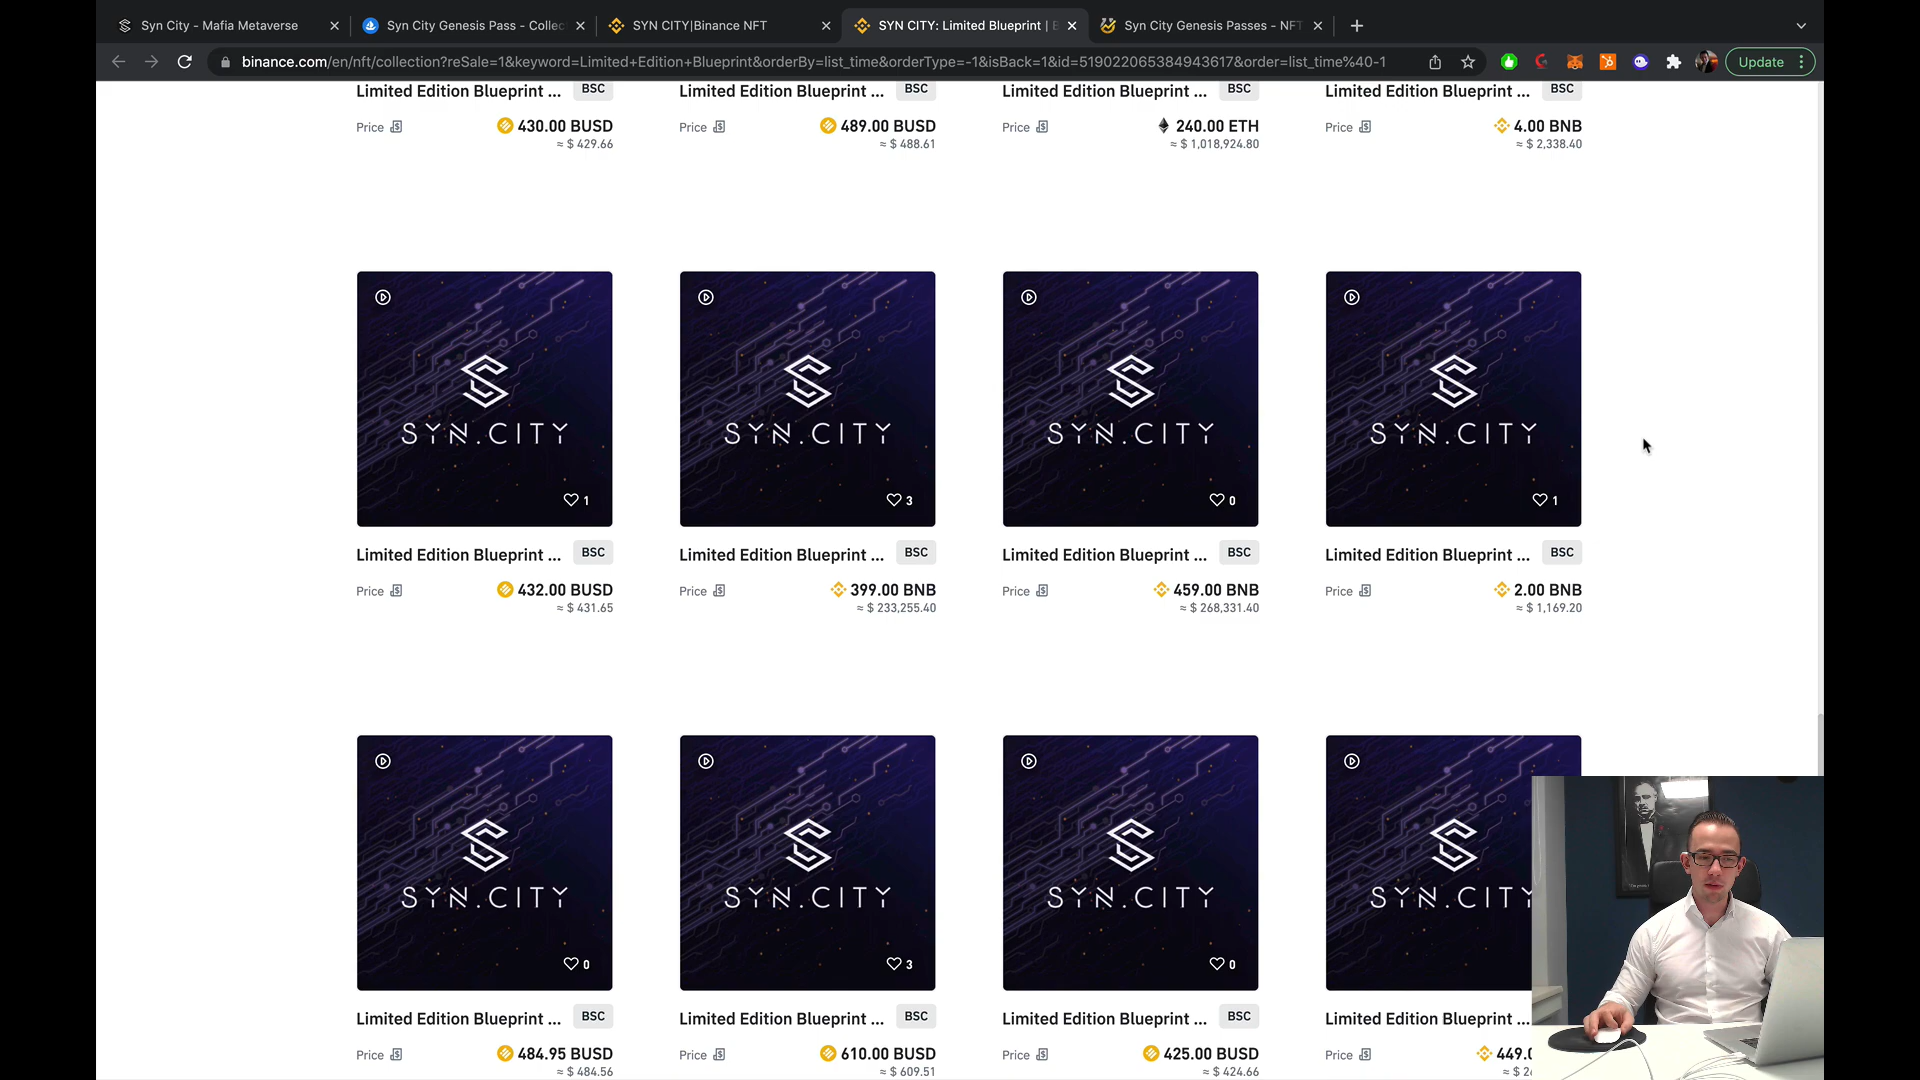 Syn City - Mafia Metaverse
Syn City Genesis Pass - Collec
SYN CITY|Binance NFT
SYN CITY: Limited Blueprint |
Syn City Genesis Passes - NFT
binance.com/en/nft/collection?reSale=1&keyword=Limited+Edition+Blueprint&orderBy=list_time&orderType=-1&isBack=1&id=519022065384943617&order=list_time%40-1
Update
Limited Edition Blueprint ... BSC
Limited Edition Blueprint ... BSC
Limited Edition Blueprint ... BSC
Limited Edition Blueprint ... BSC
Price 430.00 BUSD
≈ $ 429.66
Price 489.00 BUSD
≈ $ 488.61
Price 240.00 ETH
≈ $ 1,018,924.80
Price 4.00 BNB
≈ $ 2,338.40
SYN.CITY
1
SYN.CITY
3
SYN.CITY
0
SYN.CITY
1
Limited Edition Blueprint ... BSC
Limited Edition Blueprint ... BSC
Limited Edition Blueprint ... BSC
Limited Edition Blueprint ... BSC
Price 432.00 BUSD
≈ $ 431.65
Price 399.00 BNB
≈ $ 233,255.40
Price 459.00 BNB
≈ $ 268,331.40
Price 2.00 BNB
≈ $ 1,169.20
SYN.CITY
0
SYN.CITY
3
SYN.CITY
0
SYN.CITY
Limited Edition Blueprint ... BSC
Limited Edition Blueprint ... BSC
Limited Edition Blueprint ... BSC
Limited Edition Blueprint
Price 484.95 BUSD
≈ $ 484.56
Price 610.00 BUSD
≈ $ 609.51
Price 425.00 BUSD
≈ $ 424.66
Price 449.